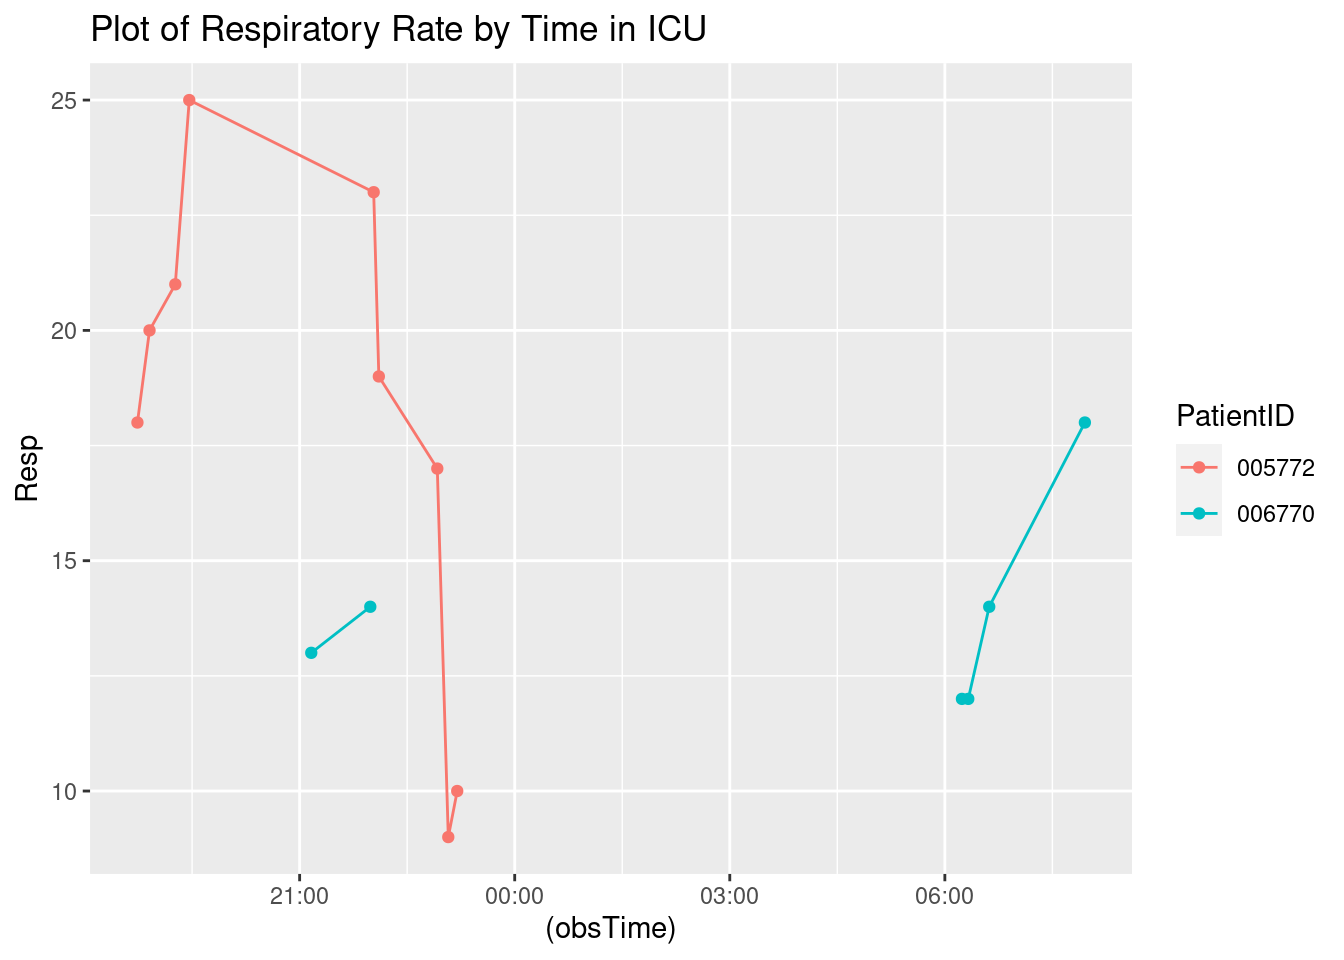 Plot of Respiratory Rate by Time in ICU
25
20
15
10
Resp
21:00 00:00 03:00 06:00
(obsTime)
PatientID
005772
006770